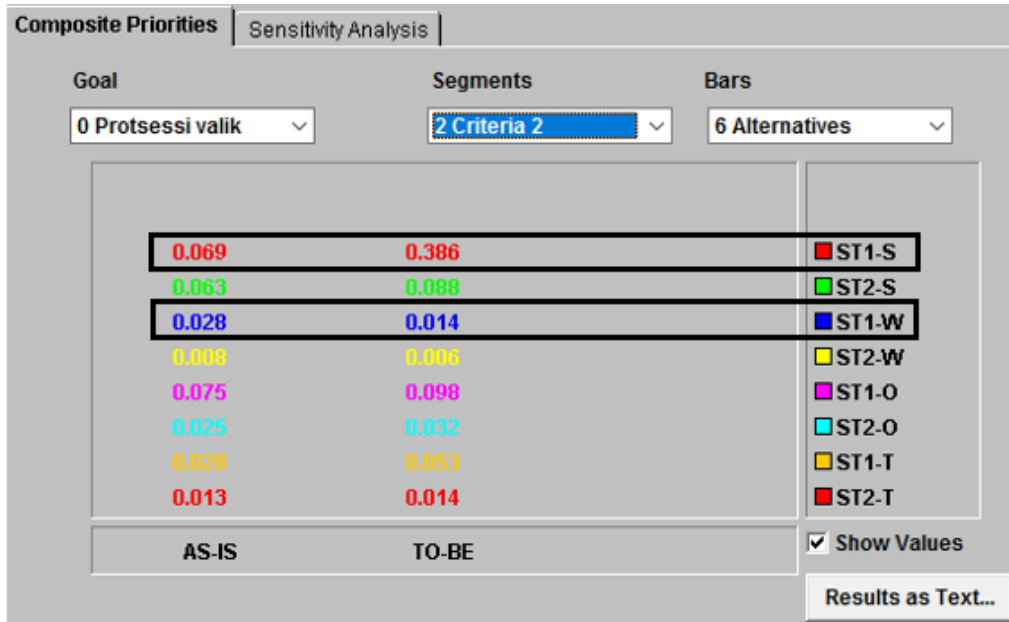 Composite Priorities Sensitivity Analysis
Goal Segments Bars
0 Protsessi valik 2 Criteria 2 6 Alternatives
0.069 0.386 ST1-S
0.063 0.088 ST2-S
0.028 0.014 ST1-W
0.008 0.006 ST2-W
0.075 0.098 ST1-O
0.025 0.032 ST2-O
0.028 0.053 ST1-T
0.013 0.014 ST2-T
AS-IS TO-BE Show Values
Results as Text...